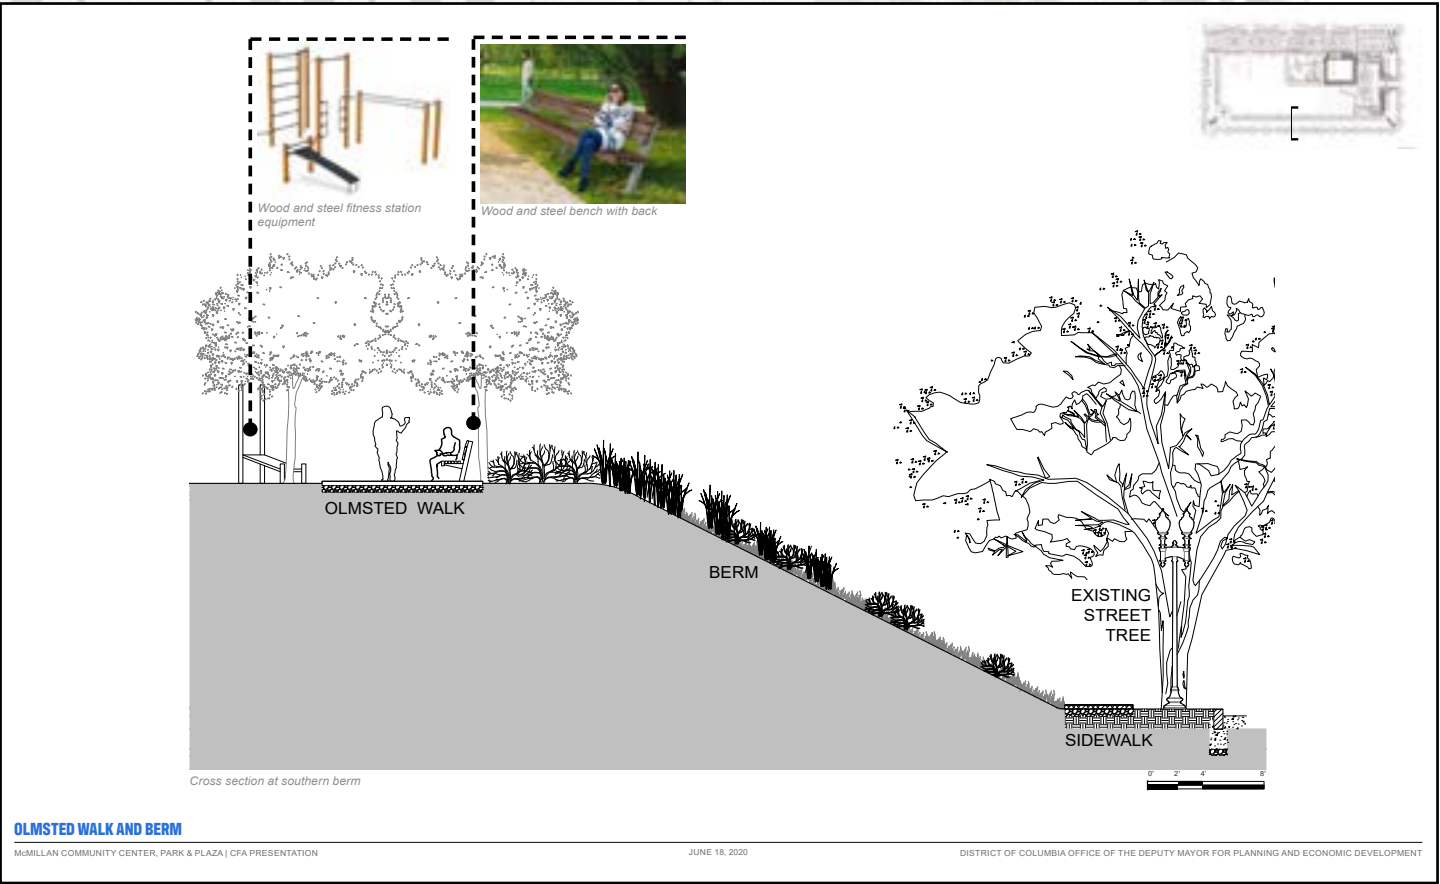 Wood and steel fitness station
equipment
Wood and steel bench with back
OLMSTED WALK
BERM
EXISTING
STREET
TREE
SIDEWALK
Cross section at southern berm
0' 2' 4' 8'
OLMSTED WALK AND BERM
McMILLAN COMMUNITY CENTER, PARK & PLAZA | CFA PRESENTATION
JUNE 18, 2020
DISTRICT OF COLUMBIA OFFICE OF THE DEPUTY MAYOR FOR PLANNING AND ECONOMIC DEVELOPMENT